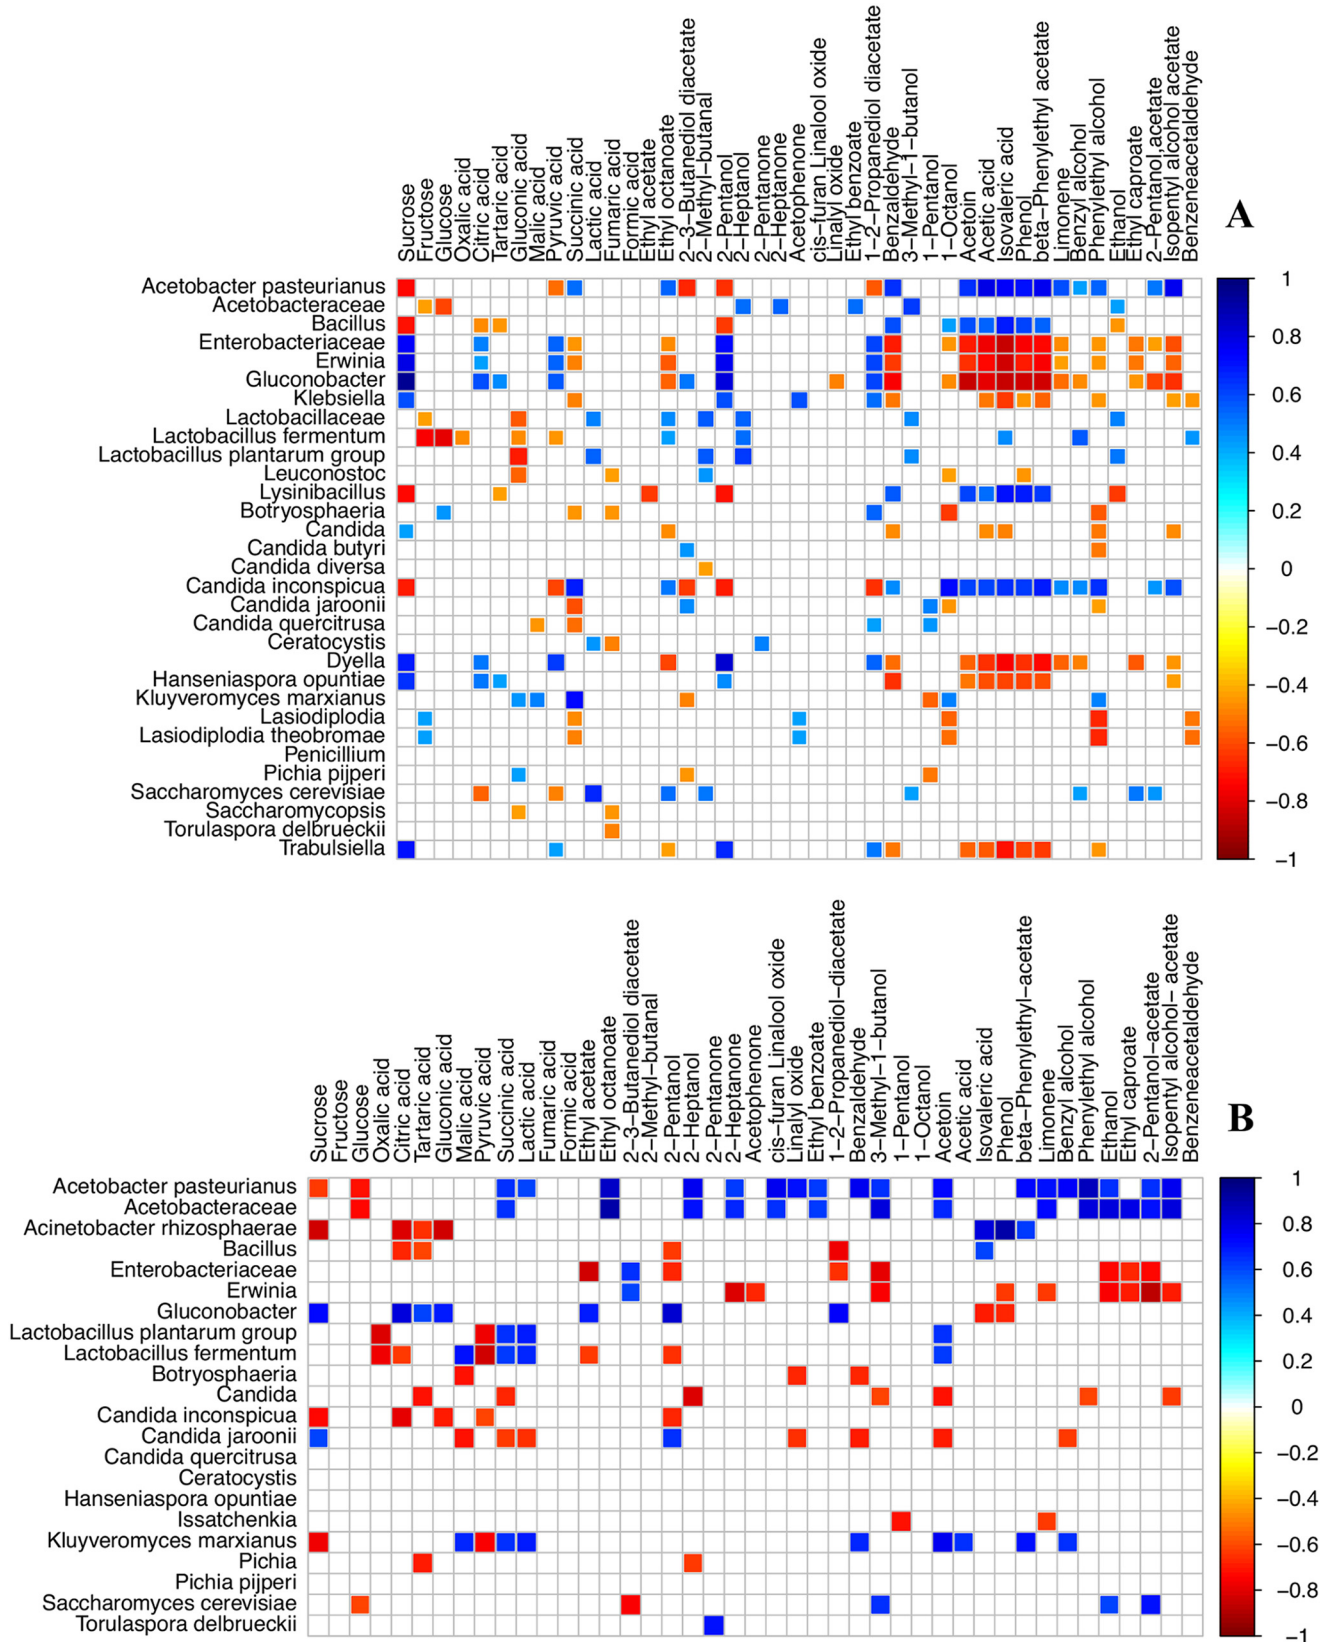 Sucrose
Fructose
Glucose
Oxalic acid
Citric acid
Tartaric acid
Gluconic acid
Malic acid
Pyruvic acid
Succinic acid
Lactic acid
Fumaric acid
Formic acid
Ethyl acetate
Ethyl octanoate
2−3−Butanediol diacetate
2−Methyl−butanal
2−Pentanol
2−Heptanol
2−Pentanone
2−Heptanone
Acetophenone
cis−furan Linalool oxide
Linalyl oxide
Ethyl benzoate
1−2−Propanediol diacetate
Benzaldehyde
3−Methyl−1−butanol
1−Pentanol
1−Octanol
Acetoin
Acetic acid
Isovaleric acid
Phenol
beta−Phenylethyl acetate
Limonene
Benzyl alcohol
Phenylethyl alcohol
Ethanol
Ethyl caproate
2−Pentanol,acetate
Isopentyl alcohol acetate
Benzeneacetaldehyde
A
Acetobacter pasteurianus
Acetobacteraceae
Bacillus
Enterobacteriaceae
Erwinia
Gluconobacter
Klebsiella
Lactobacillaceae
Lactobacillus fermentum
Lactobacillus plantarum group
Leuconostoc
Lysinibacillus
Botryosphaeria
Candida
Candida butyri
Candida diversa
Candida inconspicua
Candida jaroonii
Candida quercitrusa
Ceratocystis
Dyella
Hanseniaspora opuntiae
Kluyveromyces marxianus
Lasiodiplodia
Lasiodiplodia theobromae
Penicillium
Pichia pijperi
Saccharomyces cerevisiae
Saccharomycopsis
Torulaspora delbrueckii
Trabulsiella
1
0.8
0.6
0.4
0.2
0
−0.2
−0.4
−0.6
−0.8
−1
Sucrose
Fructose
Glucose
Oxalic acid
Citric acid
Tartaric acid
Gluconic acid
Malic acid
Pyruvic acid
Succinic acid
Lactic acid
Fumaric acid
Formic acid
Ethyl acetate
Ethyl octanoate
2−3−Butanediol diacetate
2−Methyl−butanal
2−Pentanol
2−Heptanol
2−Pentanone
2−Heptanone
Acetophenone
cis−furan Linalool oxide
Linalyl oxide
Ethyl benzoate
1−2−Propanediol−diacetate
Benzaldehyde
3−Methyl−1−butanol
1−Pentanol
1−Octanol
Acetoin
Acetic acid
Isovaleric acid
Phenol
beta−Phenylethyl−acetate
Limonene
Benzyl alcohol
Phenylethyl alcohol
Ethanol
Ethyl caproate
2−Pentanol−acetate
Isopentyl alcohol− acetate
Benzeneacetaldehyde
B
Acetobacter pasteurianus
Acetobacteraceae
Acinetobacter rhizosphaerae
Bacillus
Enterobacteriaceae
Erwinia
Gluconobacter
Lactobacillus plantarum group
Lactobacillus fermentum
Botryosphaeria
Candida
Candida inconspicua
Candida jaroonii
Candida quercitrusa
Ceratocystis
Hanseniaspora opuntiae
Issatchenkia
Kluyveromyces marxianus
Pichia
Pichia pijperi
Saccharomyces cerevisiae
Torulaspora delbrueckii
1
0.8
0.6
0.4
0.2
0
−0.2
−0.4
−0.6
−0.8
−1